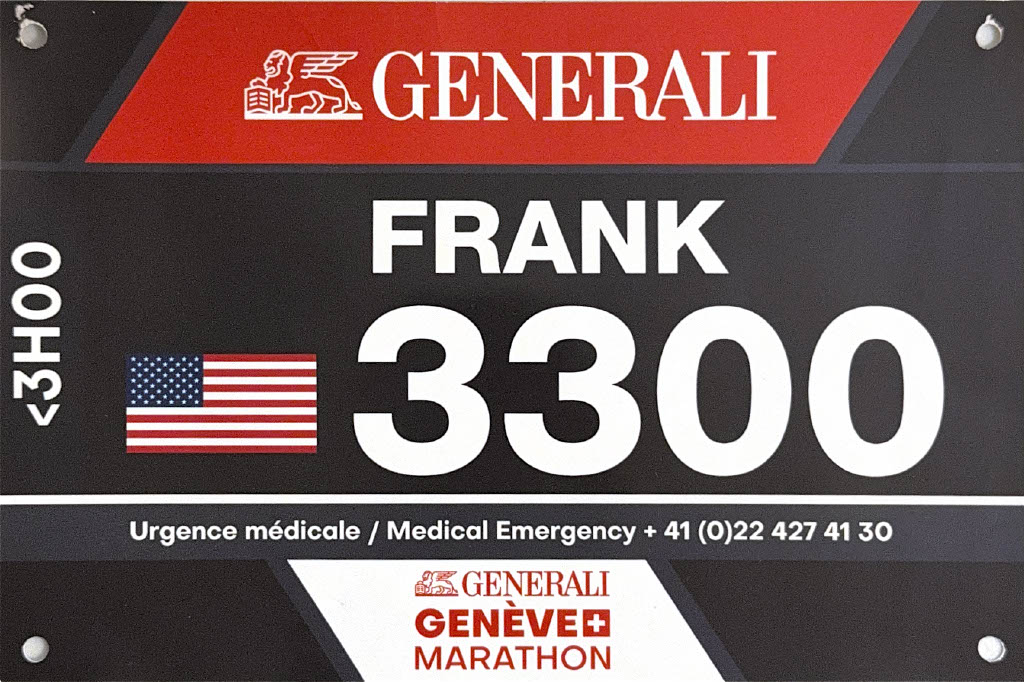 GENERALI
FRANK
<3H00
3300
Urgence médicale / Medical Emergency + 41 (0)22 427 41 30
GENERALI
GENÈVE
MARATHON